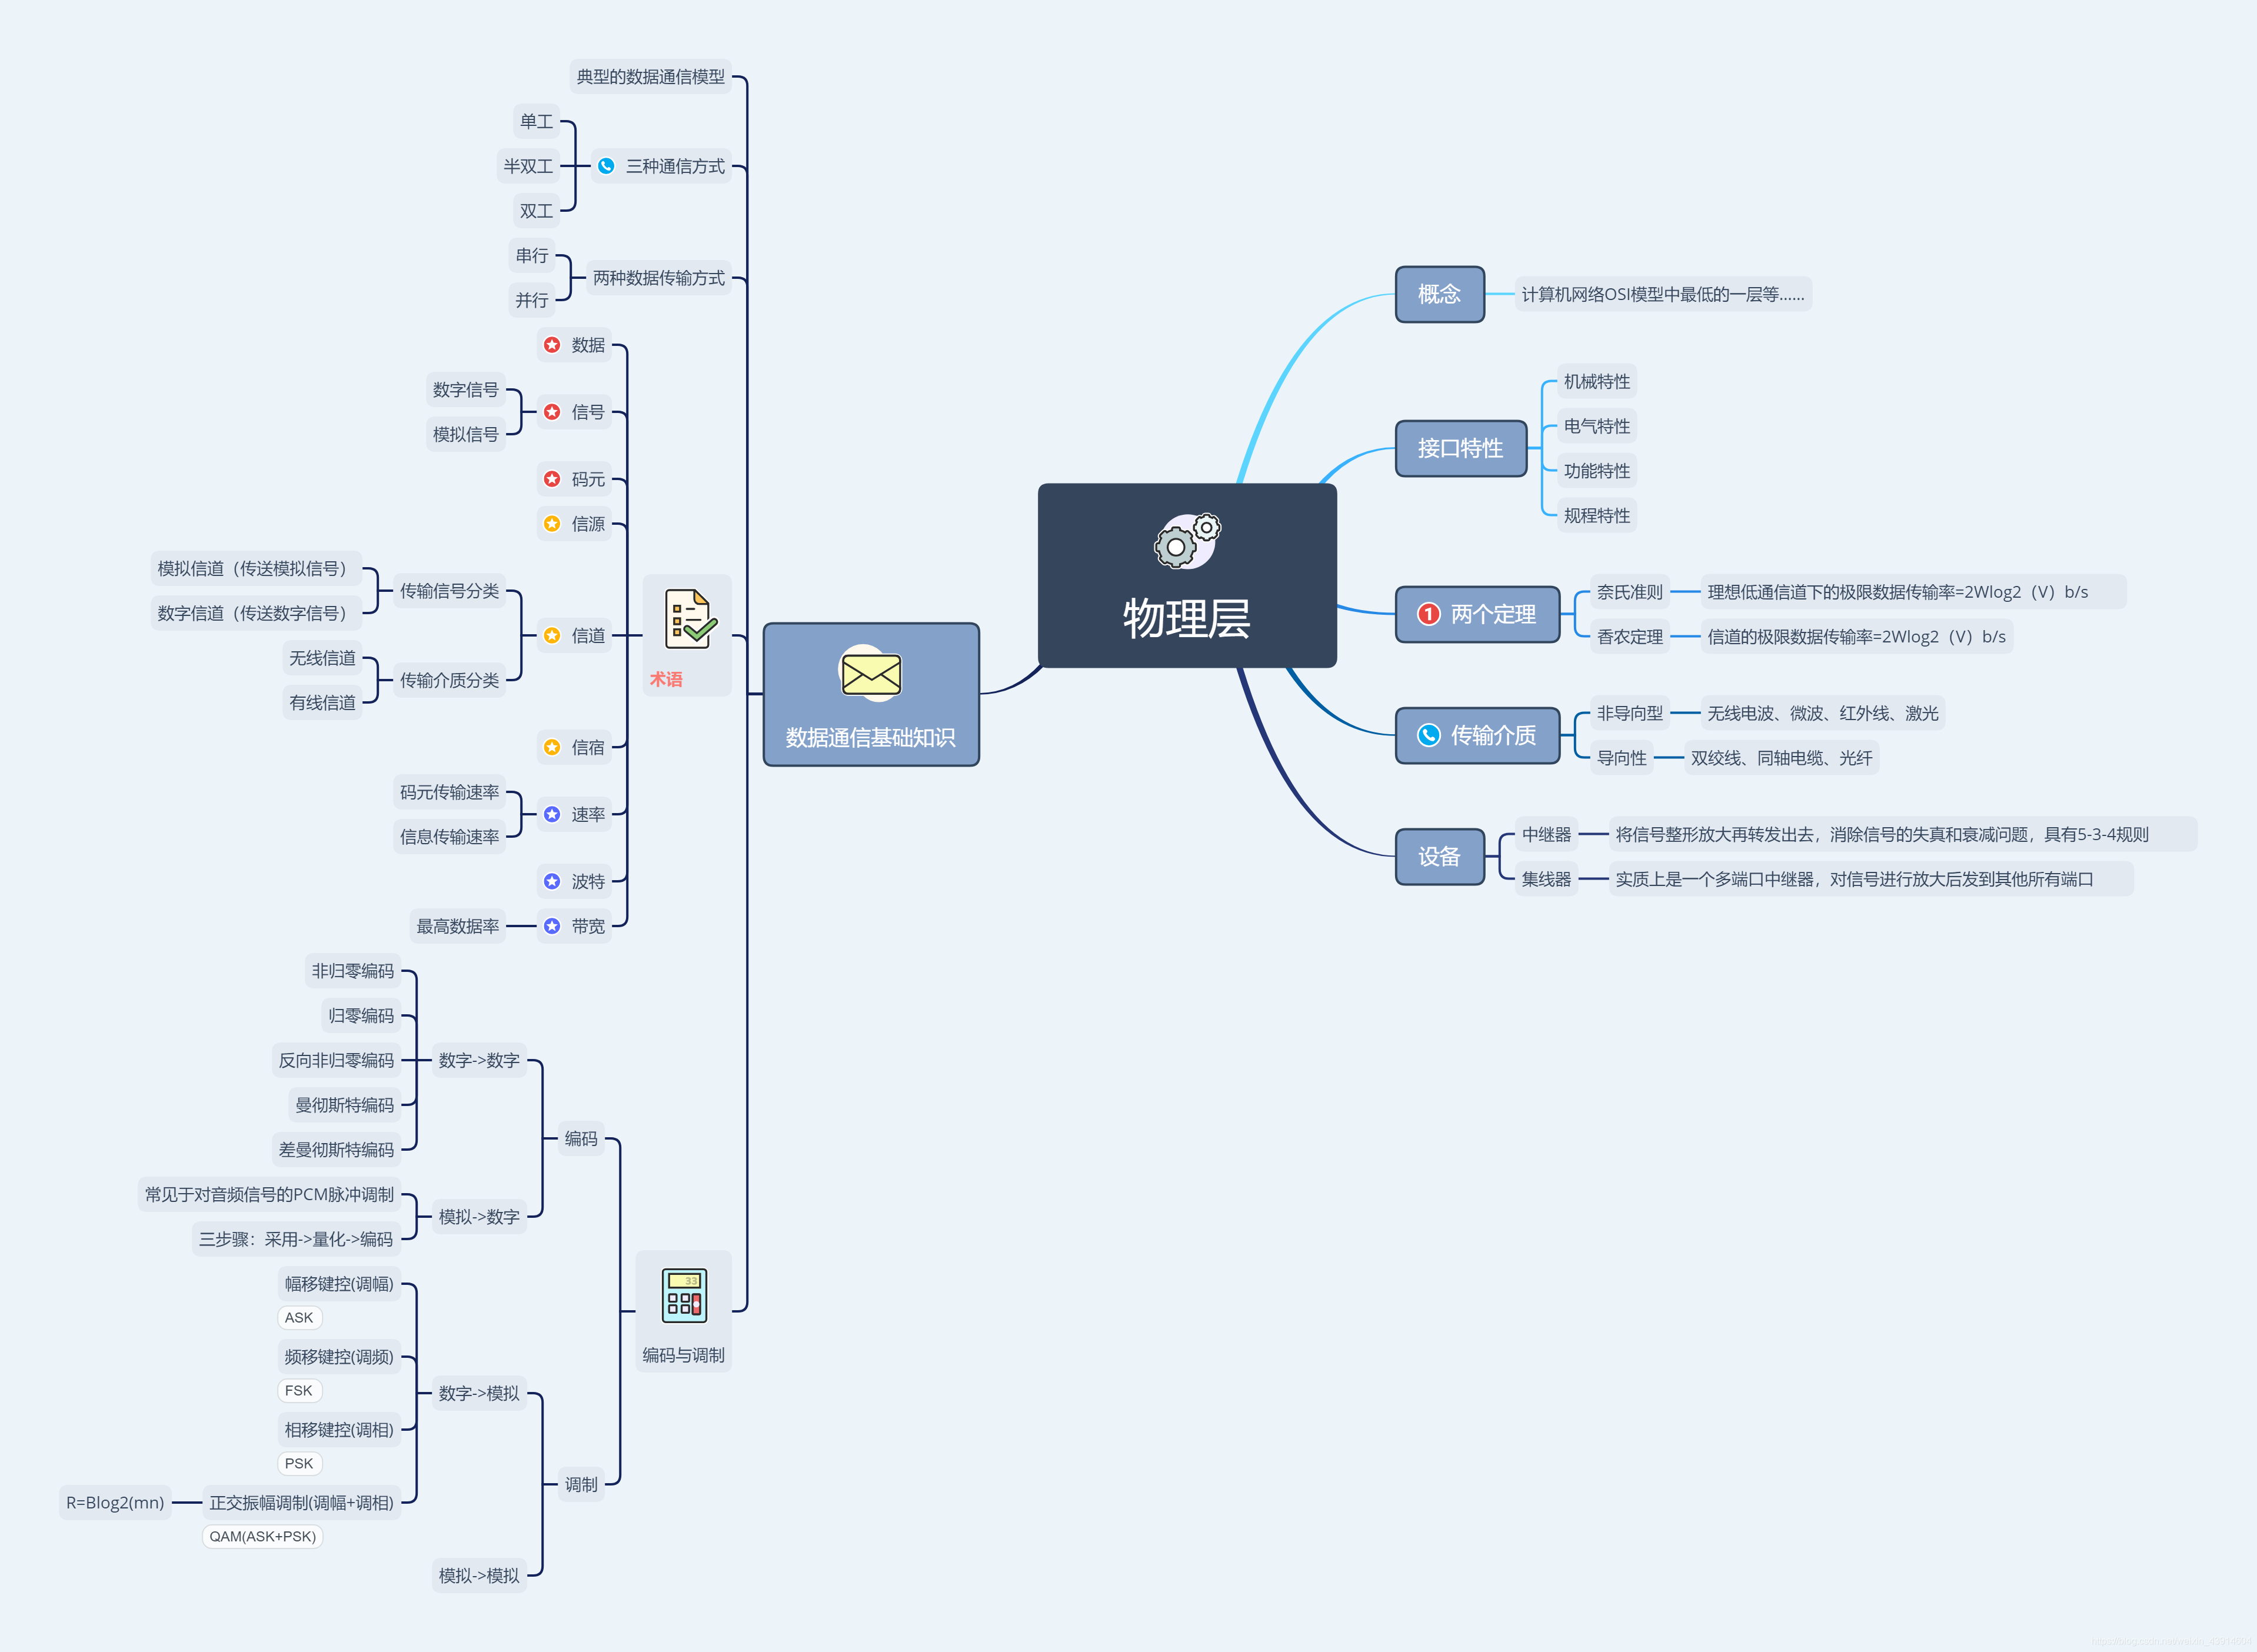 物理层
概念
计算机网络OSI模型中最低的一层等......
接口特性
机械特性
电气特性
功能特性
规程特性
1 两个定理
奈氏准则
理想低通信道下的极限数据传输率=2Wlog2（V）b/s
香农定理
信道的极限数据传输率=2Wlog2（V）b/s
传输介质
非导向型
无线电波、微波、红外线、激光
导向性
双绞线、同轴电缆、光纤
设备
中继器
将信号整形放大再转发出去，消除信号的失真和衰减问题，具有5-3-4规则
集线器
实质上是一个多端口中继器，对信号进行放大后发到其他所有端口
数据通信基础知识
典型的数据通信模型
三种通信方式
单工
半双工
双工
两种数据传输方式
串行
并行
术语
数据
信号
数字信号
模拟信号
码元
信源
信道
传输信号分类
模拟信道（传送模拟信号）
数字信道（传送数字信号）
传输介质分类
无线信道
有线信道
信宿
速率
码元传输速率
信息传输速率
波特
带宽
最高数据率
33
编码与调制
编码
数字->数字
非归零编码
归零编码
反向非归零编码
曼彻斯特编码
差曼彻斯特编码
模拟->数字
常见于对音频信号的PCM脉冲调制
三步骤：采用->量化->编码
调制
数字->模拟
幅移键控(调幅)
ASK
频移键控(调频)
FSK
相移键控(调相)
PSK
正交振幅调制(调幅+调相)
QAM(ASK+PSK)
R=Blog2(mn)
模拟->模拟